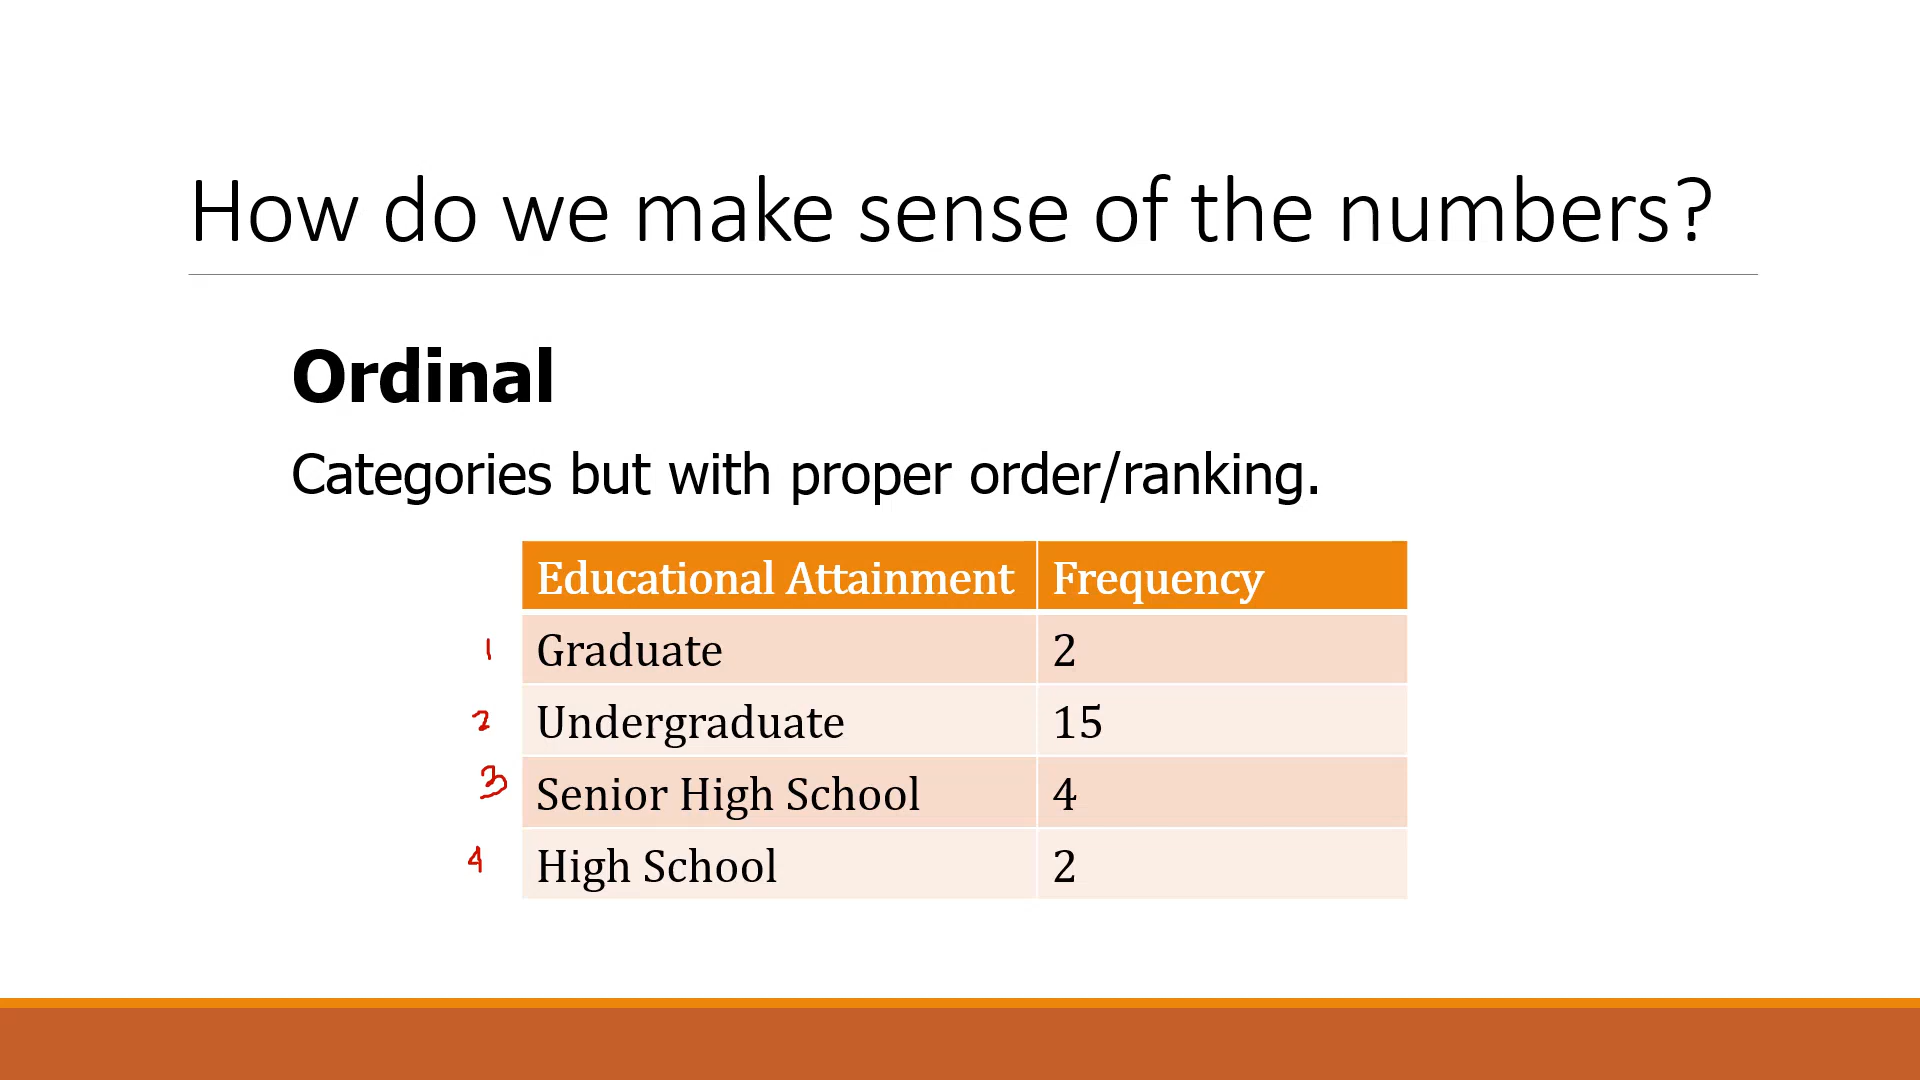 How do we make sense of the numbers?
Ordinal
Categories but with proper order/ranking.
Educational Attainment Frequency
1 Graduate 2
2 Undergraduate 15
3 Senior High School 4
4 High School 2